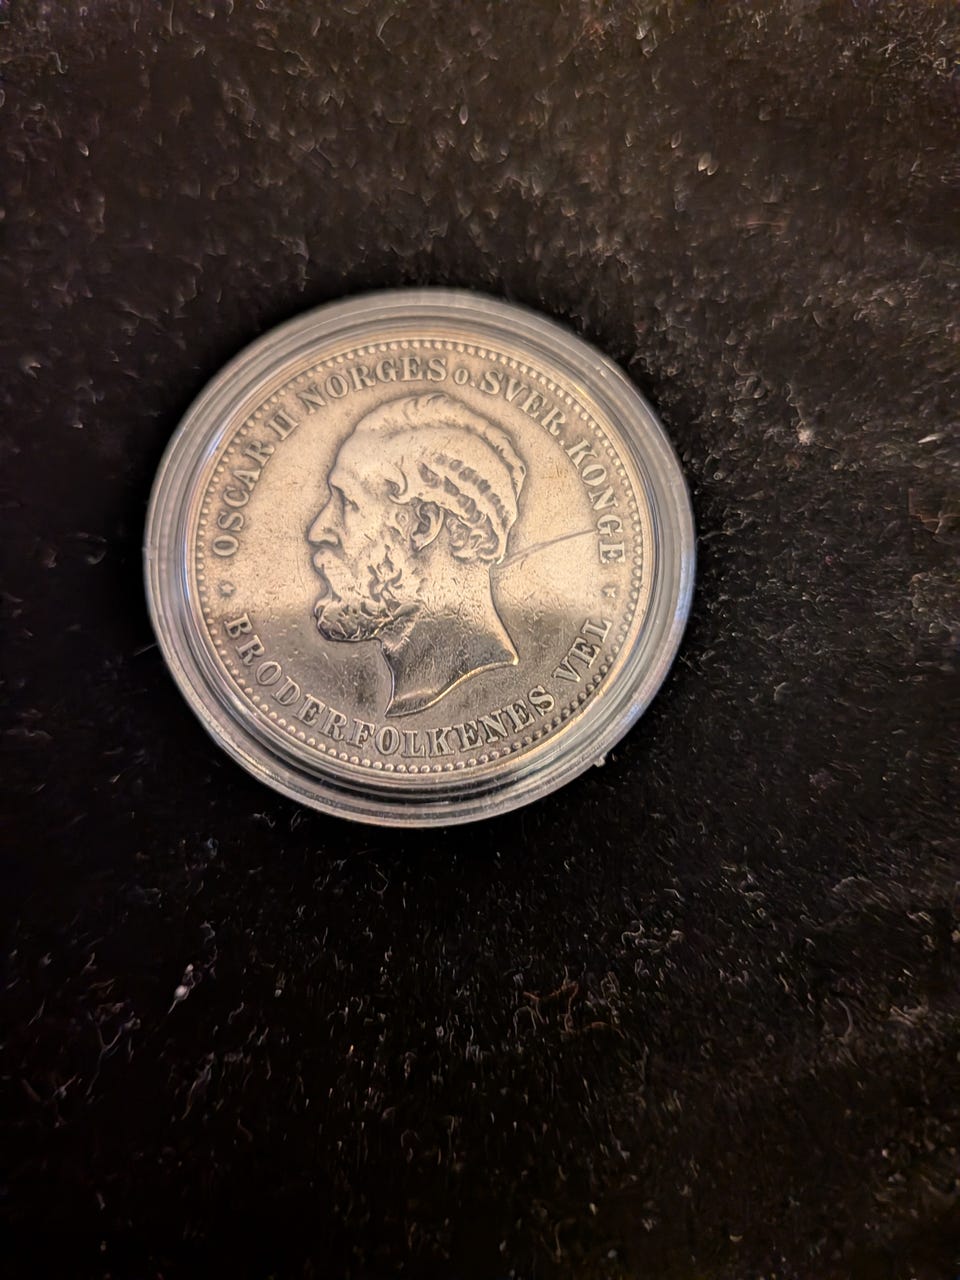 OSCAR II NORGES O. SVER. KONGE
BRODERFOLKENES VEL